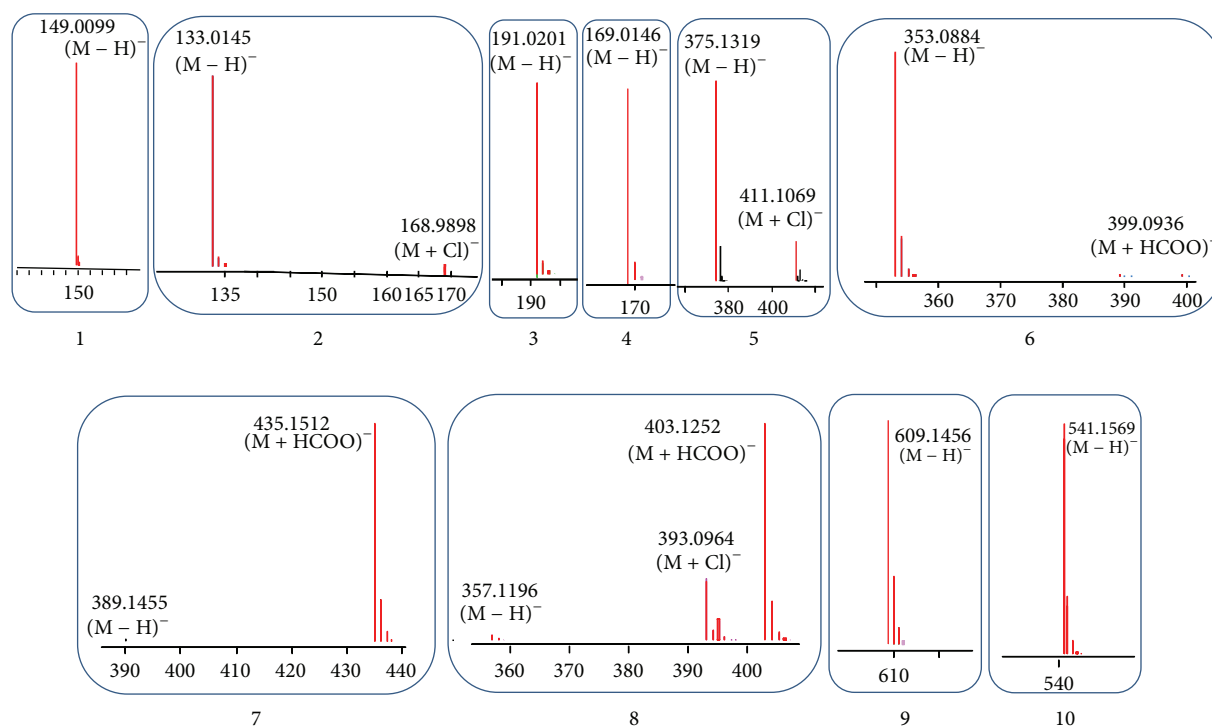 149.0099
(M – H)⁻
150
1
133.0145
(M – H)⁻
168.9898
(M + Cl)⁻
135 150 160 165 170
2
191.0201
(M – H)⁻
190
3
169.0146
(M – H)⁻
170
4
375.1319
(M – H)⁻
411.1069
(M + Cl)⁻
380 400
5
353.0884
(M – H)⁻
399.0936
(M + HCOO)⁻
360 370 380 390 400
6
435.1512
(M + HCOO)⁻
389.1455
(M – H)⁻
390 400 410 420 430 440
7
403.1252
(M + HCOO)⁻
393.0964
(M + Cl)⁻
357.1196
(M – H)⁻
360 370 380 390 400
8
609.1456
(M – H)⁻
610
9
541.1569
(M – H)⁻
540
10